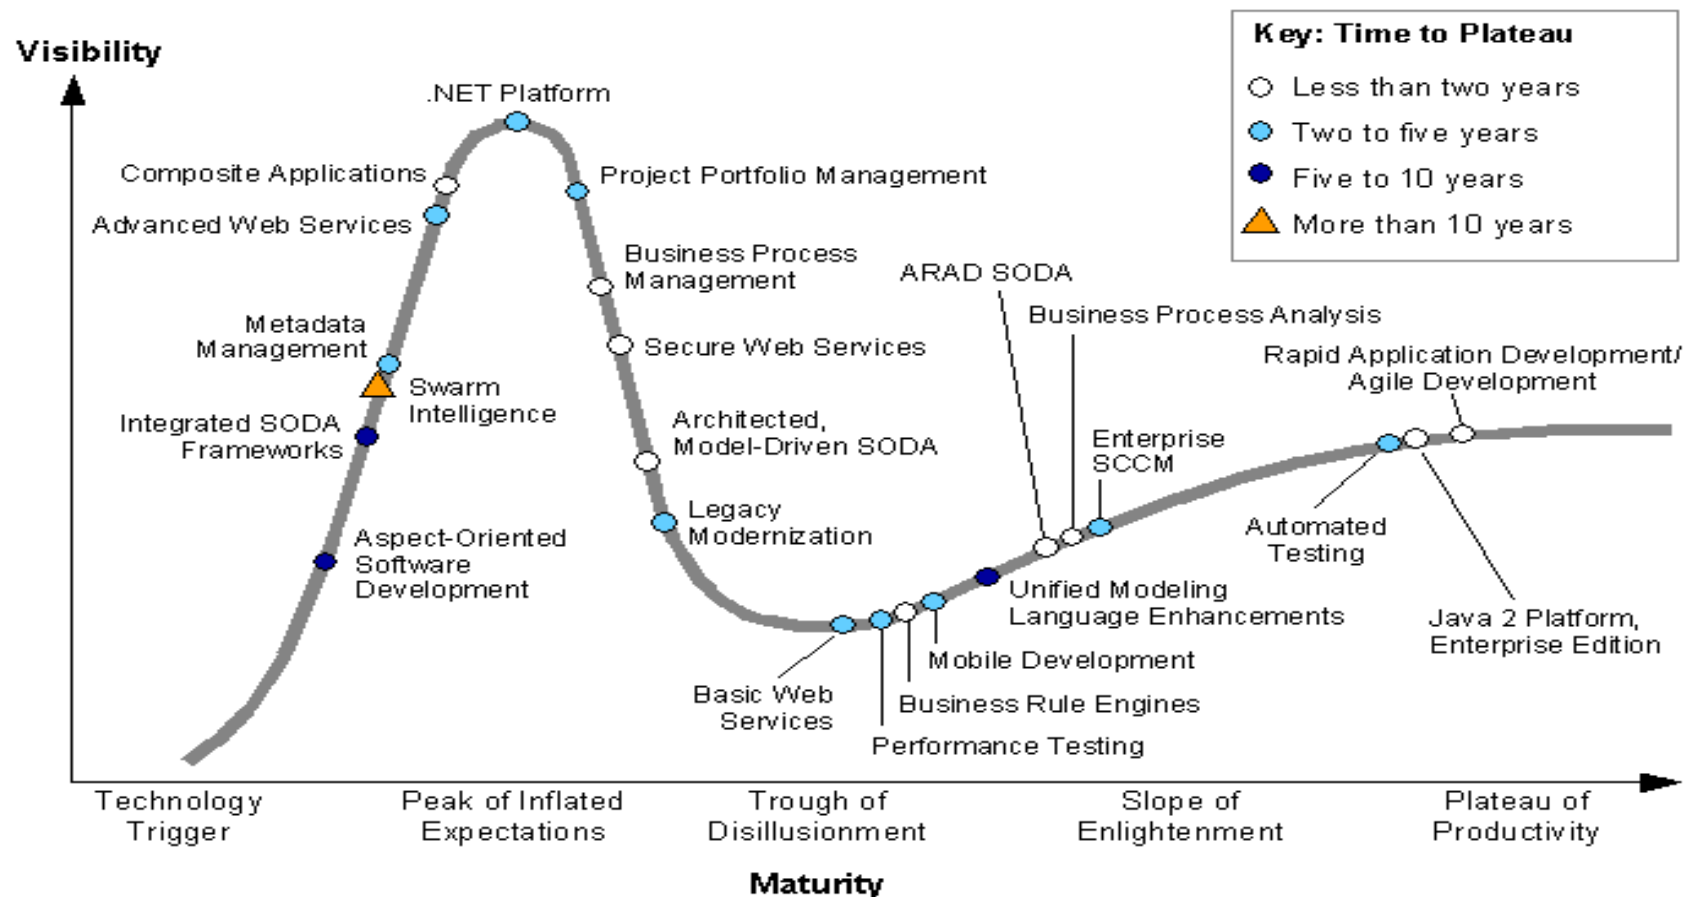 Visibility
Key: Time to Plateau
Less than two years
Two to five years
Five to 10 years
More than 10 years
.NET Platform
Composite Applications
Advanced Web Services
Metadata
Management
Swarm
Intelligence
Integrated SODA
Frameworks
Aspect-Oriented
Software
Development
Project Portfolio Management
Business Process
Management
Secure Web Services
Architected,
Model-Driven SODA
Legacy
Modernization
Basic Web
Services
Performance Testing
Business Rule Engines
Mobile Development
Unified Modeling
Language Enhancements
ARAD SODA
Business Process Analysis
Enterprise
SCCM
Automated
Testing
Java 2 Platform,
Enterprise Edition
Rapid Application Development/
Agile Development
Technology
Trigger
Peak of Inflated
Expectations
Trough of
Disillusionment
Slope of
Enlightenment
Plateau of
Productivity
Maturity